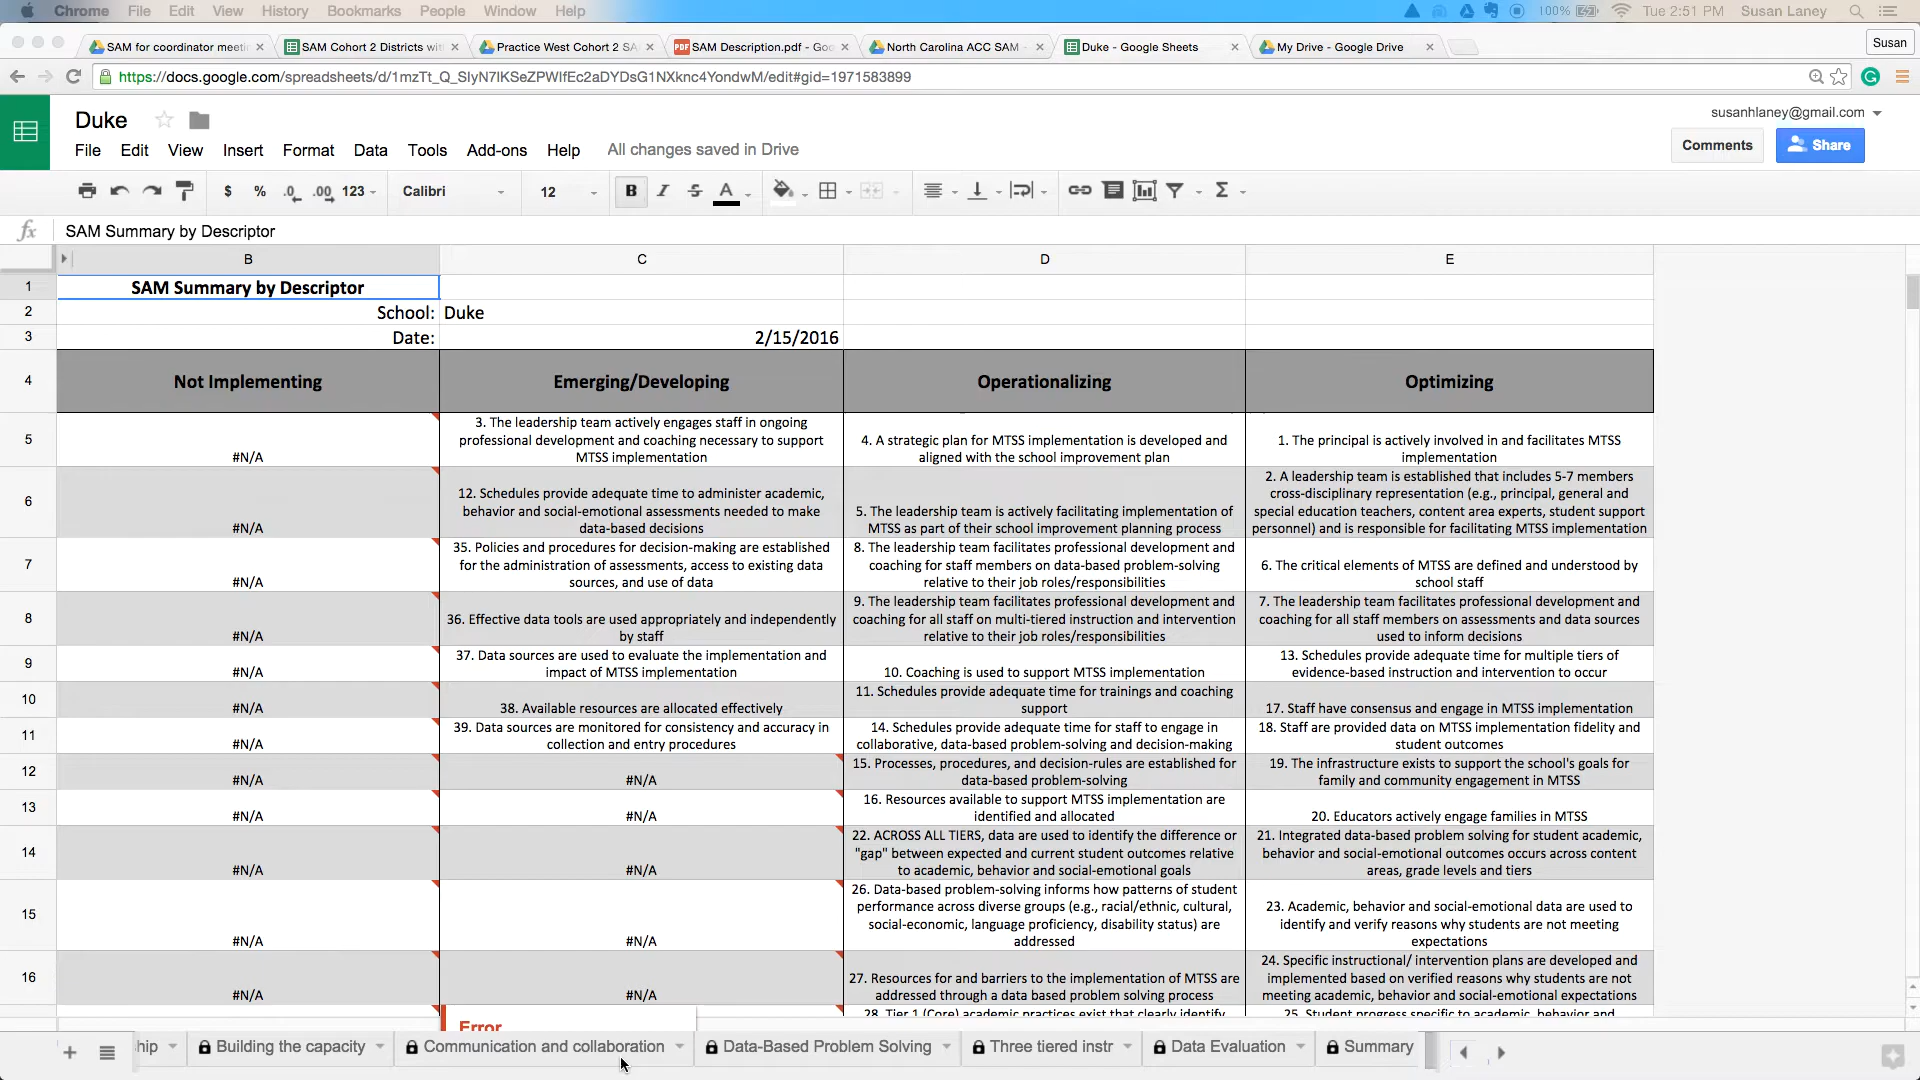 Chrome File Edit View History Bookmarks People Window Help 100% Tue 2:51 PM Susan Laney
SAM for coordinator meeti SAM Cohort 2 Districts wit Practice West Cohort 2 SA SAM Description.pdf - Goo North Carolina ACC SAM - Duke - Google Sheets My Drive - Google Drive Susan
https://docs.google.com/spreadsheets/d/1mzTt_Q_SIyN7IKSeZPWIfEc2aDYDsG1NXknc4YondwM/edit#gid=1971583899
Duke
susanhlaney@gmail.com
File Edit View Insert Format Data Tools Add-ons Help All changes saved in Drive
Comments Share
$ % .0 .00 123 Calibri 12 B I S A Σ
fx SAM Summary by Descriptor
B C D E
1 SAM Summary by Descriptor
2 School: Duke
3 Date: 2/15/2016
4 Not Implementing Emerging/Developing Operationalizing Optimizing
5 #N/A
3. The leadership team actively engages staff in ongoing
professional development and coaching necessary to support
MTSS implementation
4. A strategic plan for MTSS implementation is developed and
aligned with the school improvement plan
1. The principal is actively involved in and facilitates MTSS
implementation
6 #N/A
12. Schedules provide adequate time to administer academic,
behavior and social-emotional assessments needed to make
data-based decisions
5. The leadership team is actively facilitating implementation of
MTSS as part of their school improvement planning process
2. A leadership team is established that includes 5-7 members
cross-disciplinary representation (e.g., principal, general and
special education teachers, content area experts, student support
personnel) and is responsible for facilitating MTSS implementation
7 #N/A
35. Policies and procedures for decision-making are established
for the administration of assessments, access to existing data
sources, and use of data
8. The leadership team facilitates professional development and
coaching for staff members on data-based problem-solving
relative to their job roles/responsibilities
6. The critical elements of MTSS are defined and understood by
school staff
8 #N/A
36. Effective data tools are used appropriately and independently
by staff
9. The leadership team facilitates professional development and
coaching for all staff on multi-tiered instruction and intervention
relative to their job roles/responsibilities
7. The leadership team facilitates professional development and
coaching for all staff members on assessments and data sources
used to inform decisions
9 #N/A
37. Data sources are used to evaluate the implementation and
impact of MTSS implementation
10. Coaching is used to support MTSS implementation
13. Schedules provide adequate time for multiple tiers of
evidence-based instruction and intervention to occur
10 #N/A
38. Available resources are allocated effectively
11. Schedules provide adequate time for trainings and coaching
support
17. Staff have consensus and engage in MTSS implementation
11 #N/A
39. Data sources are monitored for consistency and accuracy in
collection and entry procedures
14. Schedules provide adequate time for staff to engage in
collaborative, data-based problem-solving and decision-making
18. Staff are provided data on MTSS implementation fidelity and
student outcomes
12 #N/A #N/A
15. Processes, procedures, and decision-rules are established for
data-based problem-solving
19. The infrastructure exists to support the school's goals for
family and community engagement in MTSS
13 #N/A #N/A
16. Resources available to support MTSS implementation are
identified and allocated
20. Educators actively engage families in MTSS
14 #N/A #N/A
22. ACROSS ALL TIERS, data are used to identify the difference or
"gap" between expected and current student outcomes relative
to academic, behavior and social-emotional goals
21. Integrated data-based problem solving for student academic,
behavior and social-emotional outcomes occurs across content
areas, grade levels and tiers
15 #N/A #N/A
26. Data-based problem-solving informs how patterns of student
performance across diverse groups (e.g., racial/ethnic, cultural,
social-economic, language proficiency, disability status) are
addressed
23. Academic, behavior and social-emotional data are used to
identify and verify reasons why students are not meeting
expectations
16 #N/A #N/A
27. Resources for and barriers to the implementation of MTSS are
addressed through a data based problem solving process
24. Specific instructional/ intervention plans are developed and
implemented based on verified reasons why students are not
meeting academic, behavior and social-emotional expectations
Error
28. Tier 1 (Core) academic practices exist that clearly identify
25. Student progress specific to academic, behavior and
ship Building the capacity Communication and collaboration Data-Based Problem Solving Three tiered instr Data Evaluation Summary